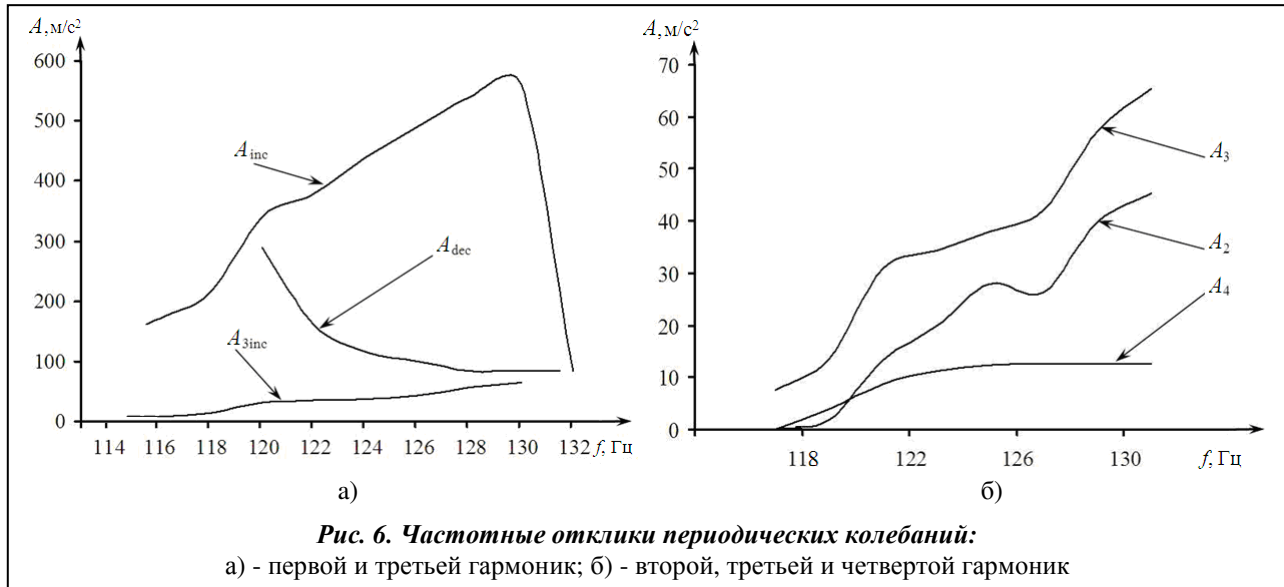 A, м/с²
600
500
400
300
200
100
0
A_inc
A_dec
A_3inc
114 116 118 120 122 124 126 128 130 132 f, Гц
а)
A, м/с²
70
60
50
40
30
20
10
0
A_3
A_2
A_4
118 122 126 130 f, Гц
б)
Рис. 6. Частотные отклики периодических колебаний:
а) - первой и третьей гармоник; б) - второй, третьей и четвертой гармоник